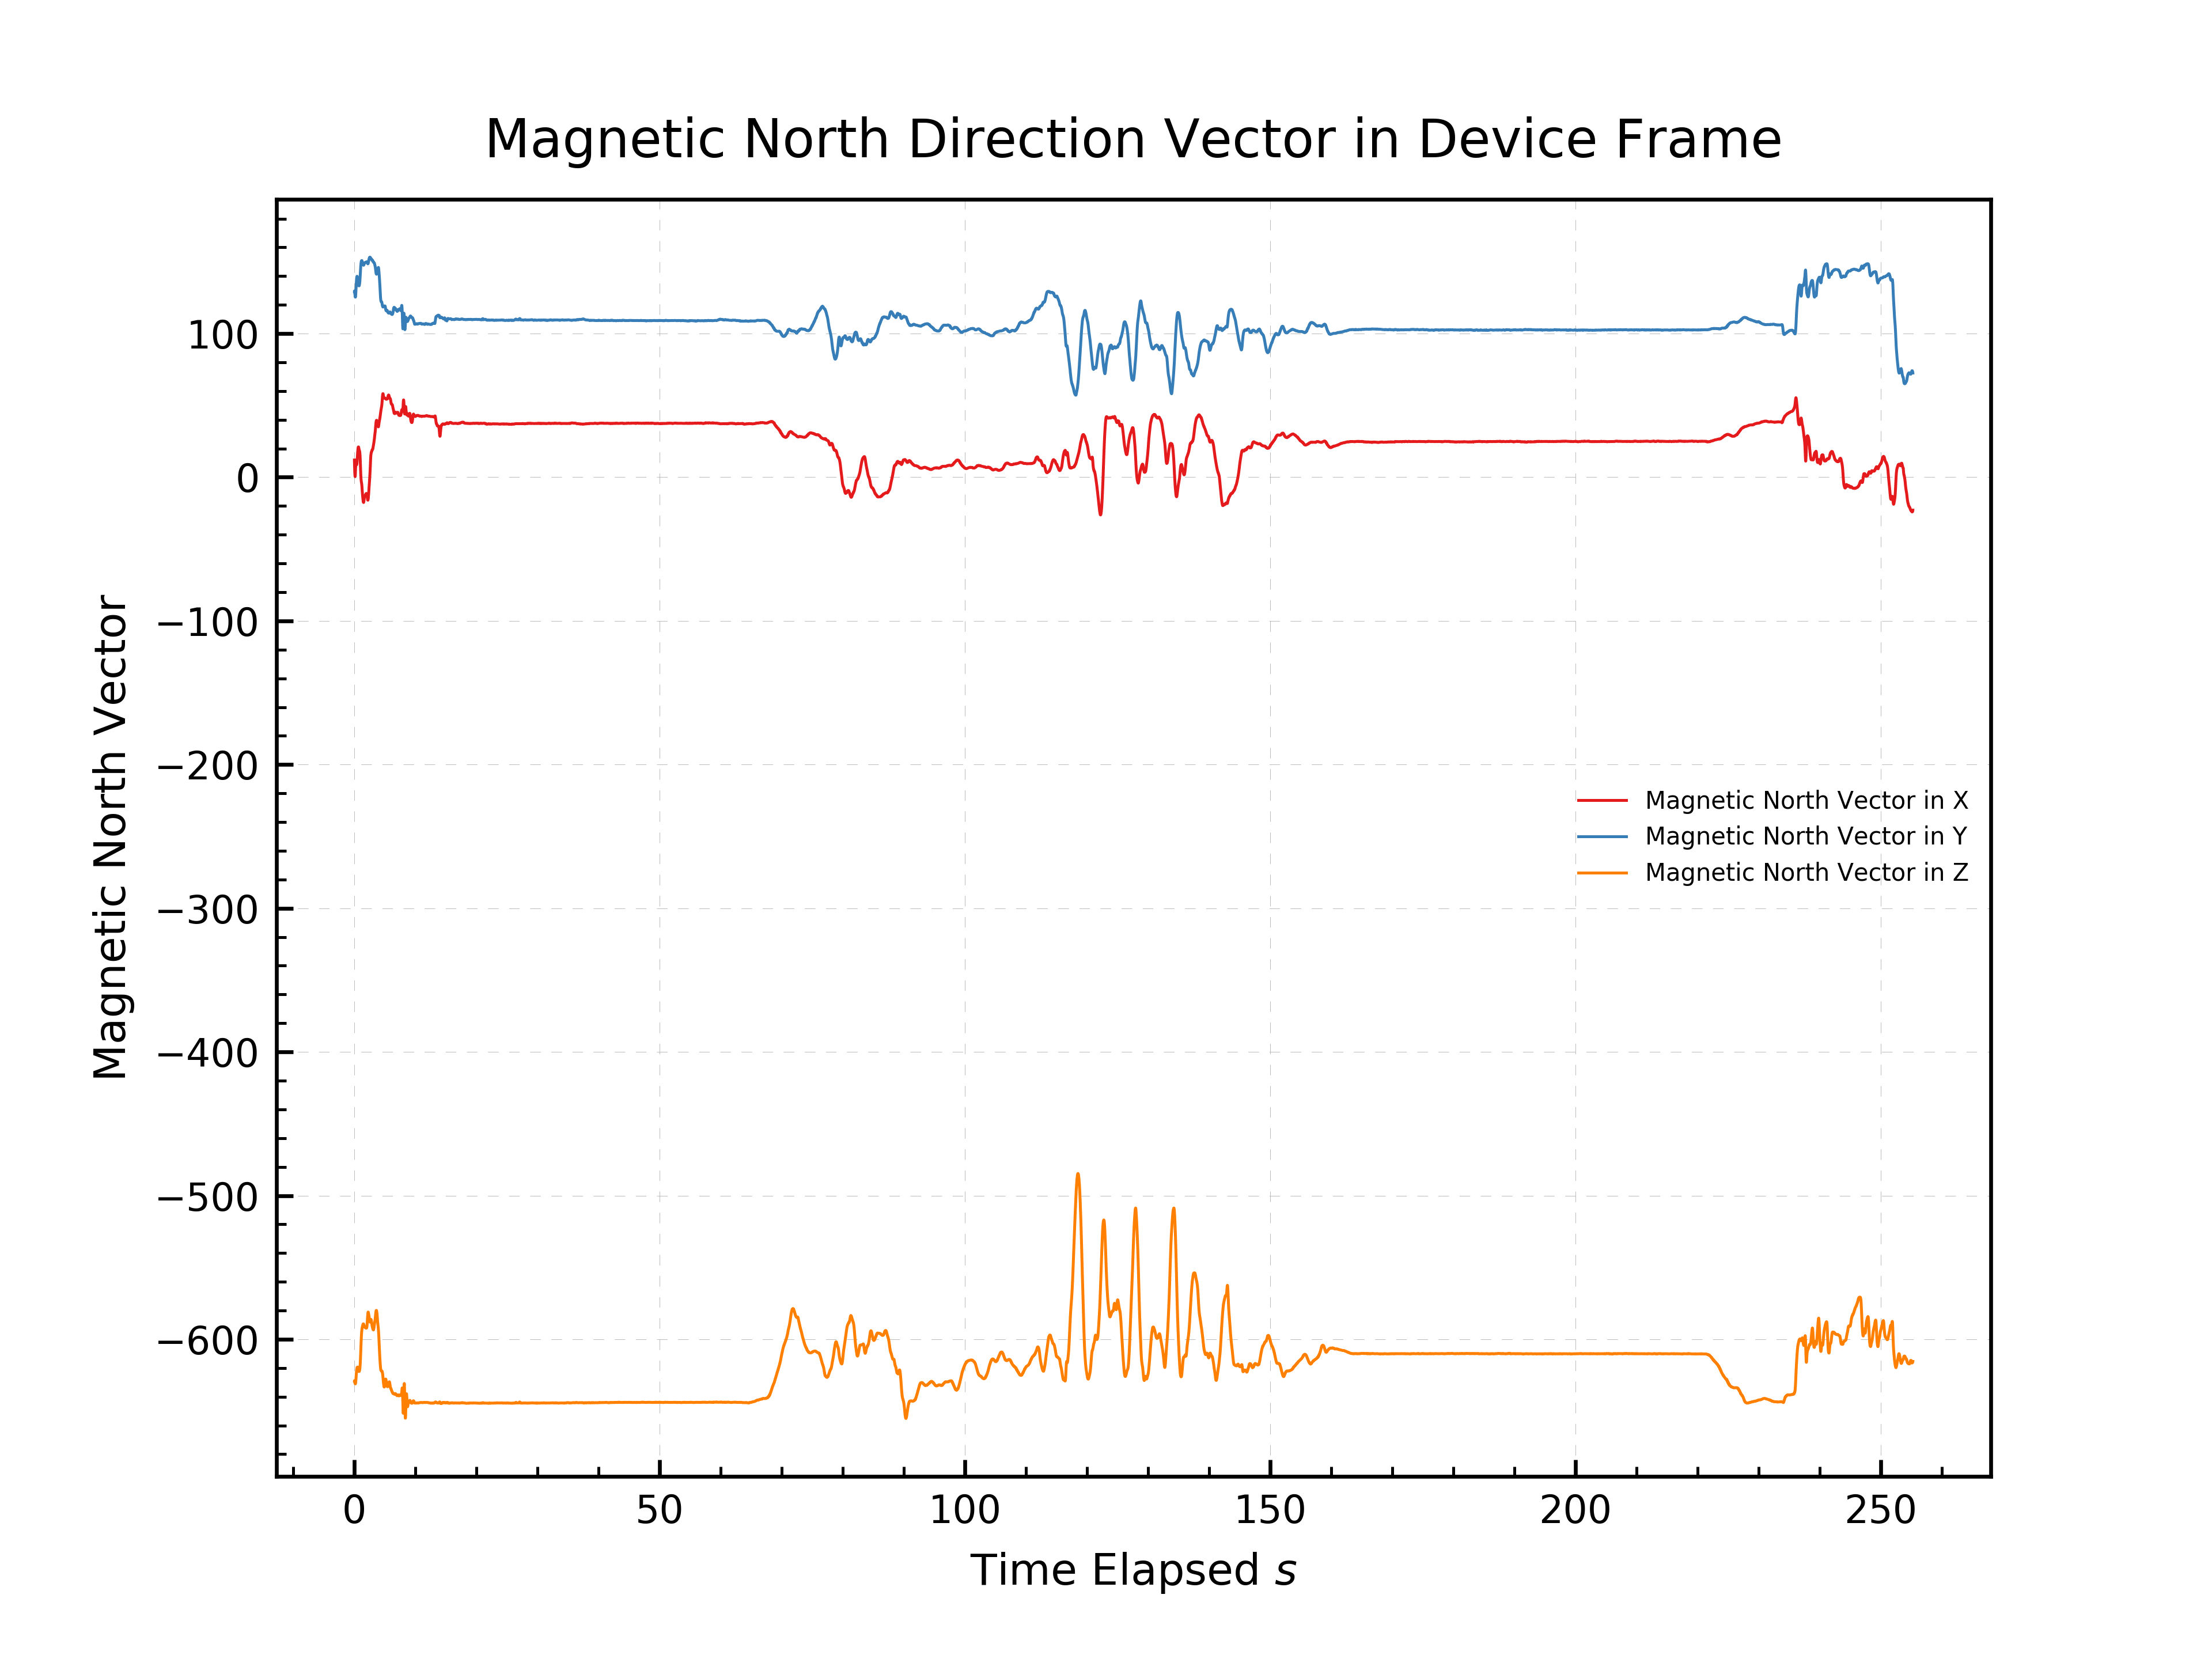 Magnetic North Direction Vector in Device Frame
Magnetic North Vector
100
0
−100
−200
−300
−400
−500
−600
Magnetic North Vector in X
Magnetic North Vector in Y
Magnetic North Vector in Z
0 50 100 150 200 250
Time Elapsed s